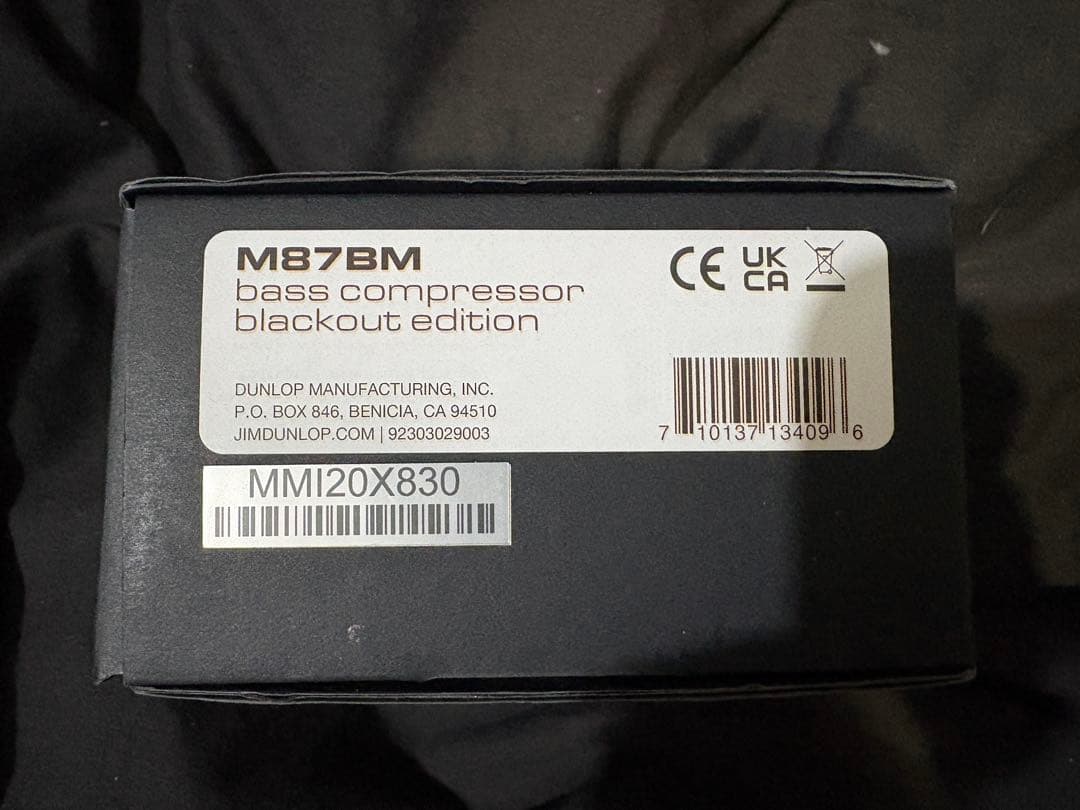 M87BM
bass compressor
blackout edition
CE UK
CA
DUNLOP MANUFACTURING, INC.
P.O. BOX 846, BENICIA, CA 94510
JIMDUNLOP.COM | 92303029003
7 10137 13409 6
MMI20X830